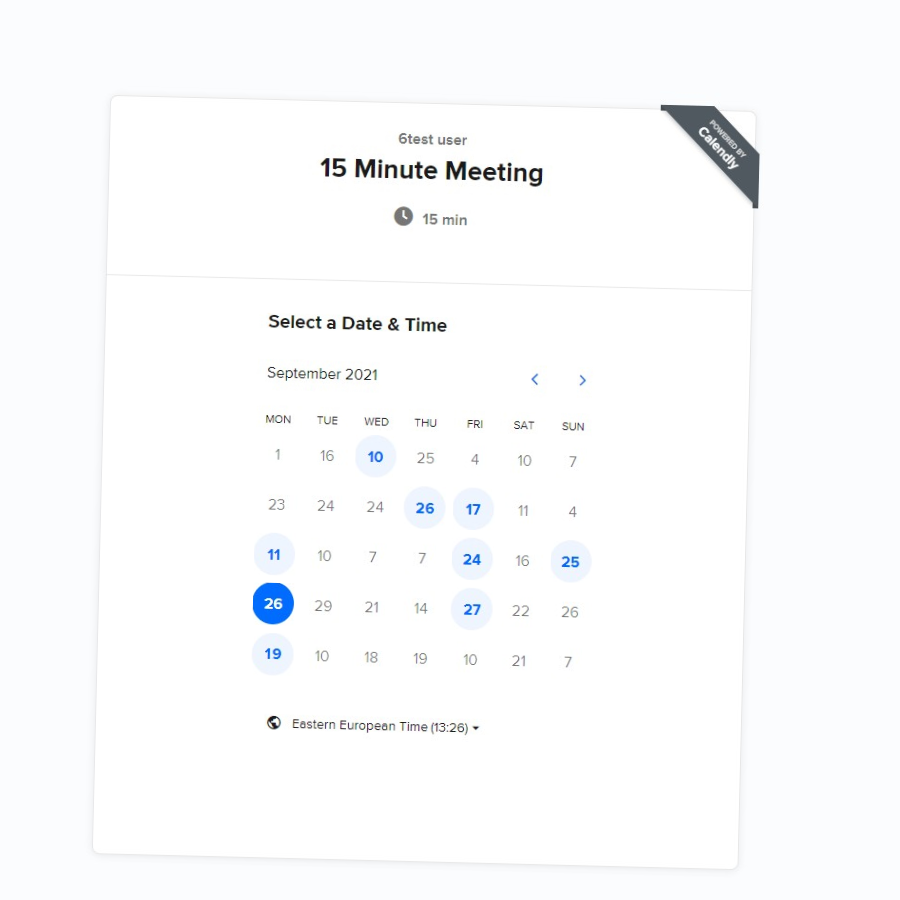 POWERED BY
Calendly
6test user
15 Minute Meeting
15 min
Select a Date & Time
September 2021
MON TUE WED THU FRI SAT SUN
1 16 10 25 4 10 7
23 24 24 26 17 11 4
11 10 7 7 24 16 25
26 29 21 14 27 22 26
19 10 18 19 10 21 7
Eastern European Time (13:26)